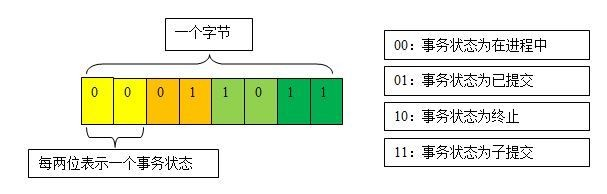 一个字节
0 0 0 1 1 0 1 1
每两位表示一个事务状态
00：事务状态为在进程中
01：事务状态为已提交
10：事务状态为终止
11：事务状态为子提交